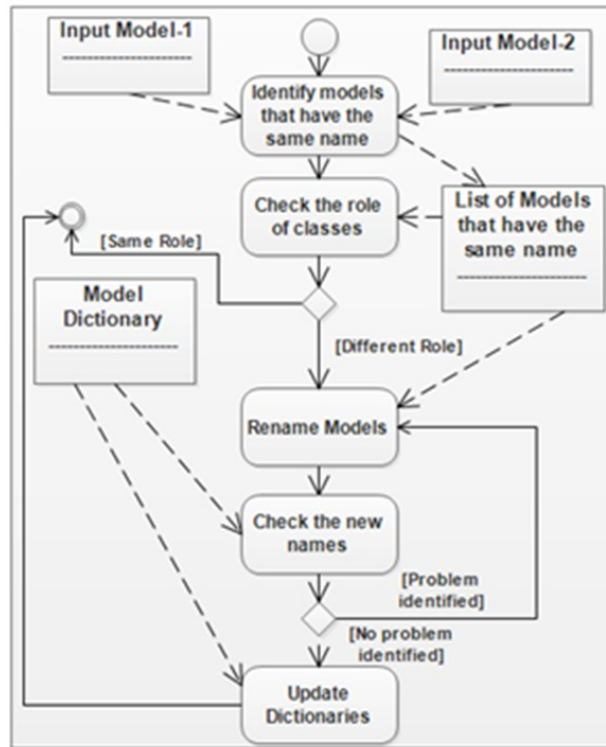 Input Model-1
Input Model-2
Identify models
that have the
same name
Check the role
of classes
List of Models
that have the
same name
[Same Role]
Model
Dictionary
[Different Role]
Rename Models
Check the new
names
[Problem
identified]
[No problem
identified]
Update
Dictionaries